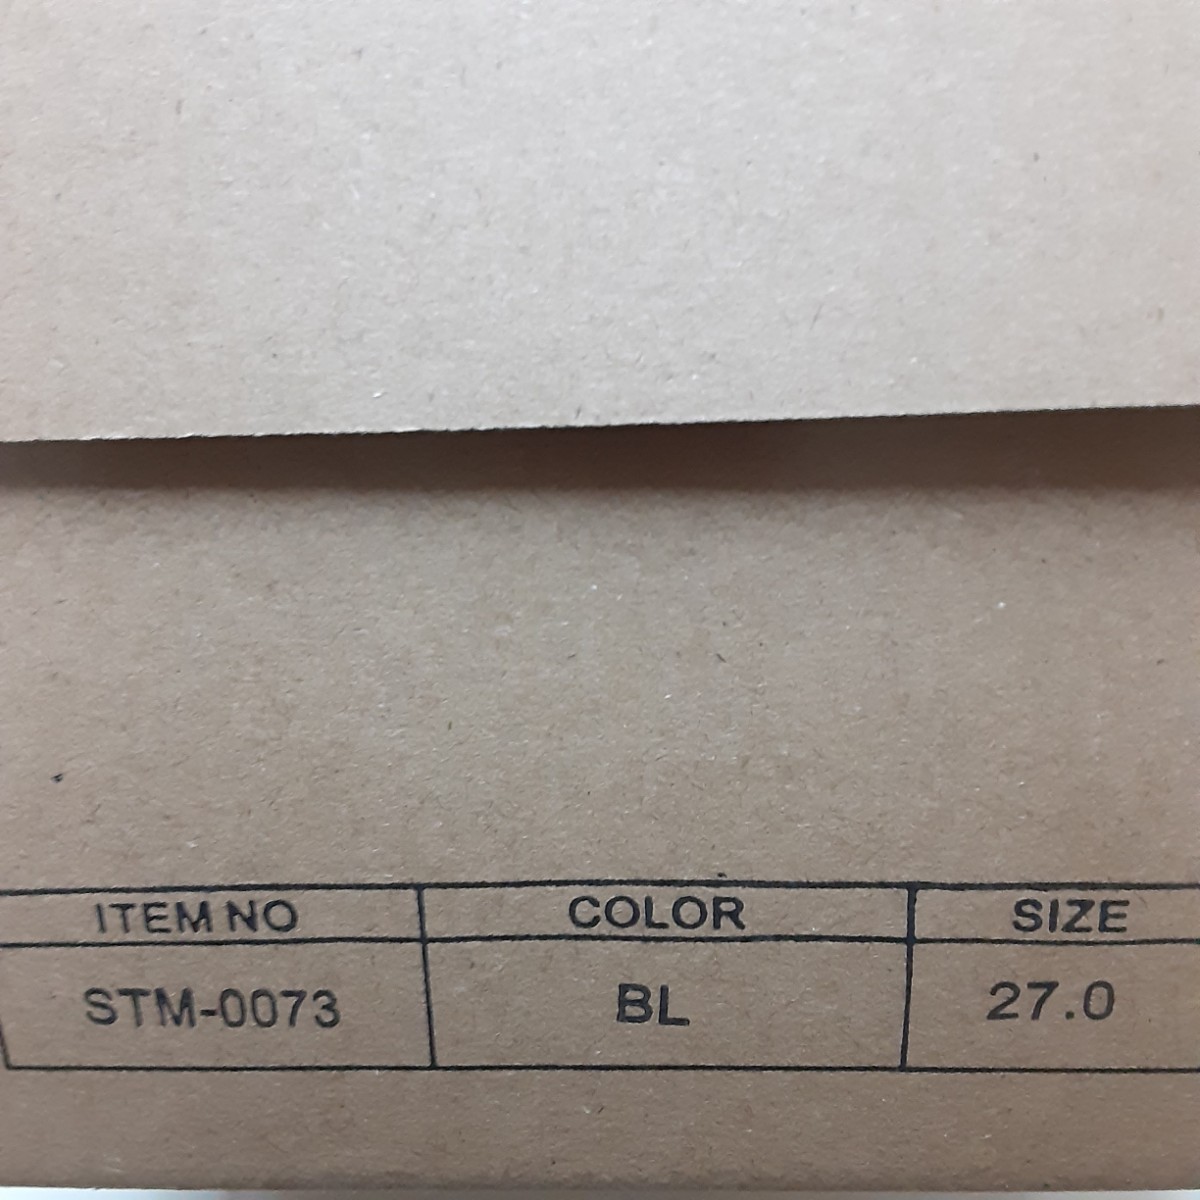 ITEM NO COLOR SIZE
STM-0073 BL 27.0